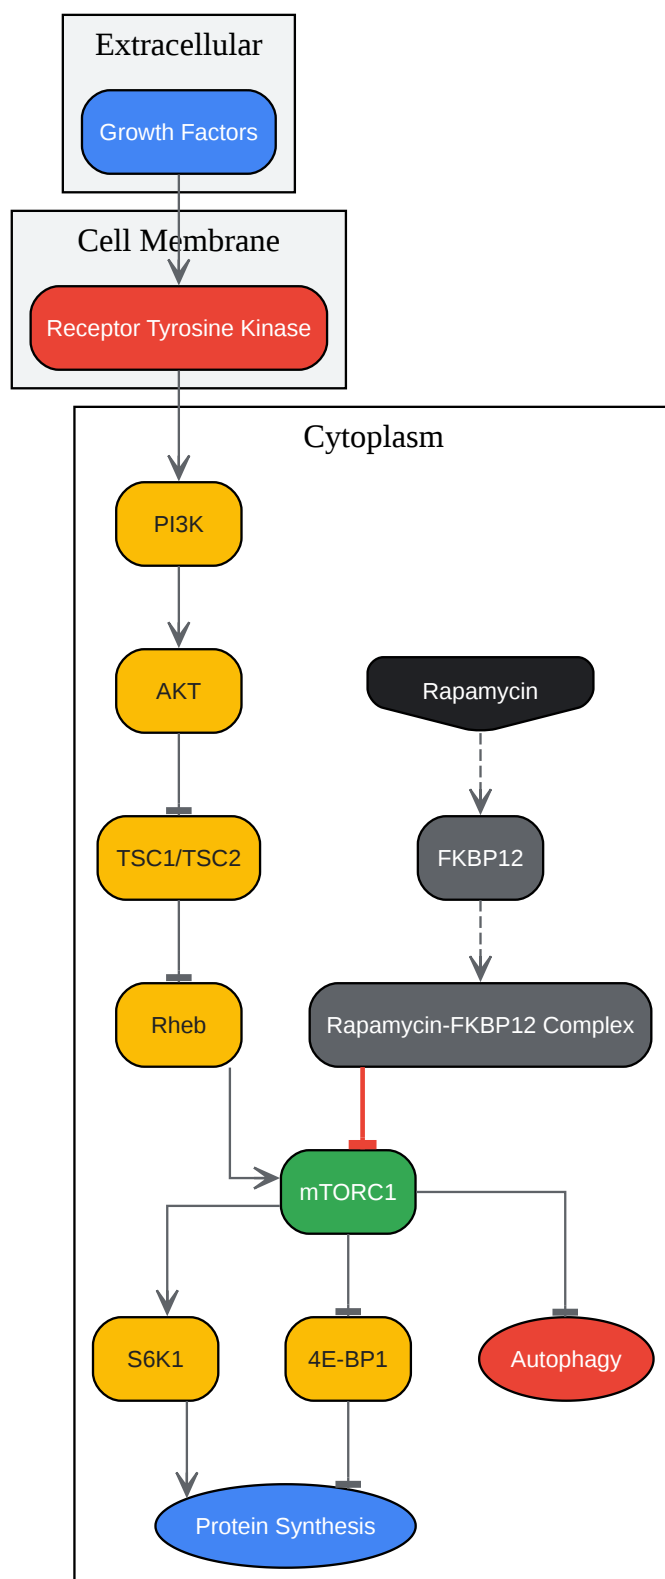 Extracellular
Growth Factors
Cell Membrane
Receptor Tyrosine Kinase
Cytoplasm
PI3K
AKT
Rapamycin
TSC1/TSC2
FKBP12
Rheb
Rapamycin-FKBP12 Complex
mTORC1
S6K1
4E-BP1
Autophagy
Protein Synthesis